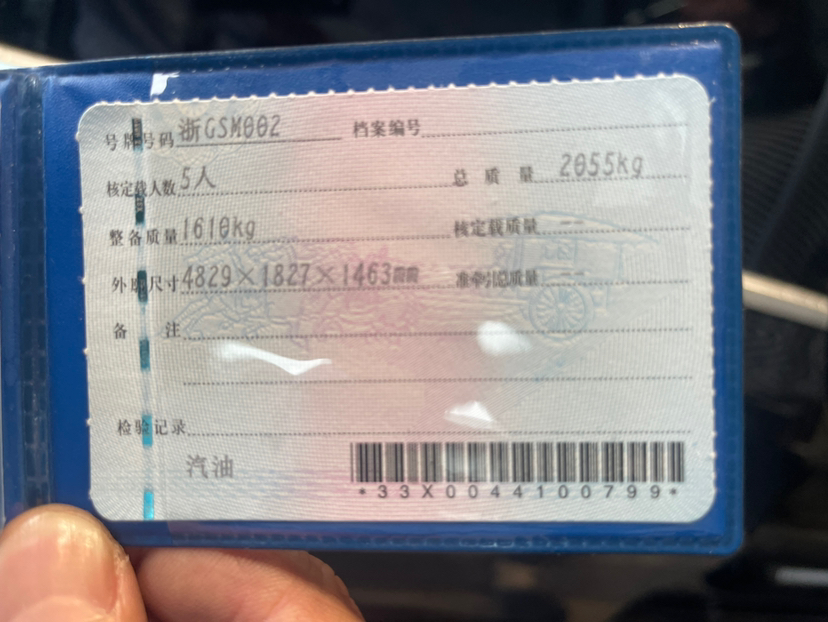 号牌号码 浙GSM002 档案编号
核定载人数 5人 总质量 2055kg
整备质量 1610kg 核定载质量 --
外廓尺寸 4829×1827×1463mm 准牵引总质量 --
备注
检验记录
汽油
*33X0044100799*